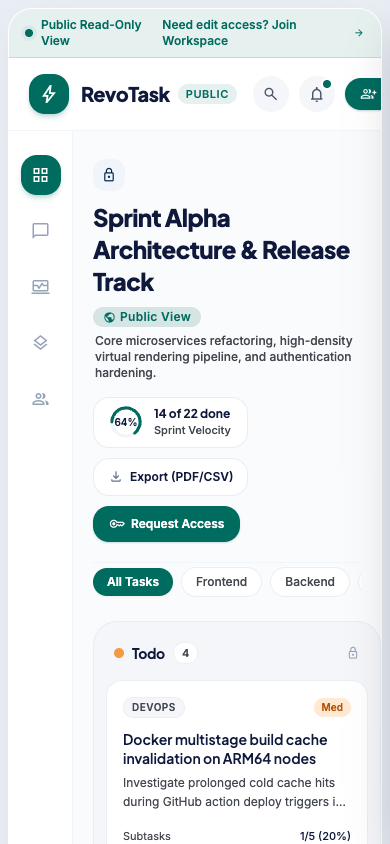 Public Read-Only View
Need edit access? Join Workspace
RevoTask
PUBLIC
Sprint Alpha
Architecture & Release
Track
Public View
Core microservices refactoring, high-density
virtual rendering pipeline, and authentication
hardening.
64%
14 of 22 done
Sprint Velocity
Export (PDF/CSV)
Request Access
All Tasks
Frontend
Backend
Todo
4
DEVOPS
Med
Docker multistage build cache
invalidation on ARM64 nodes
Investigate prolonged cold cache hits
during GitHub action deploy triggers i...
Subtasks
1/5 (20%)